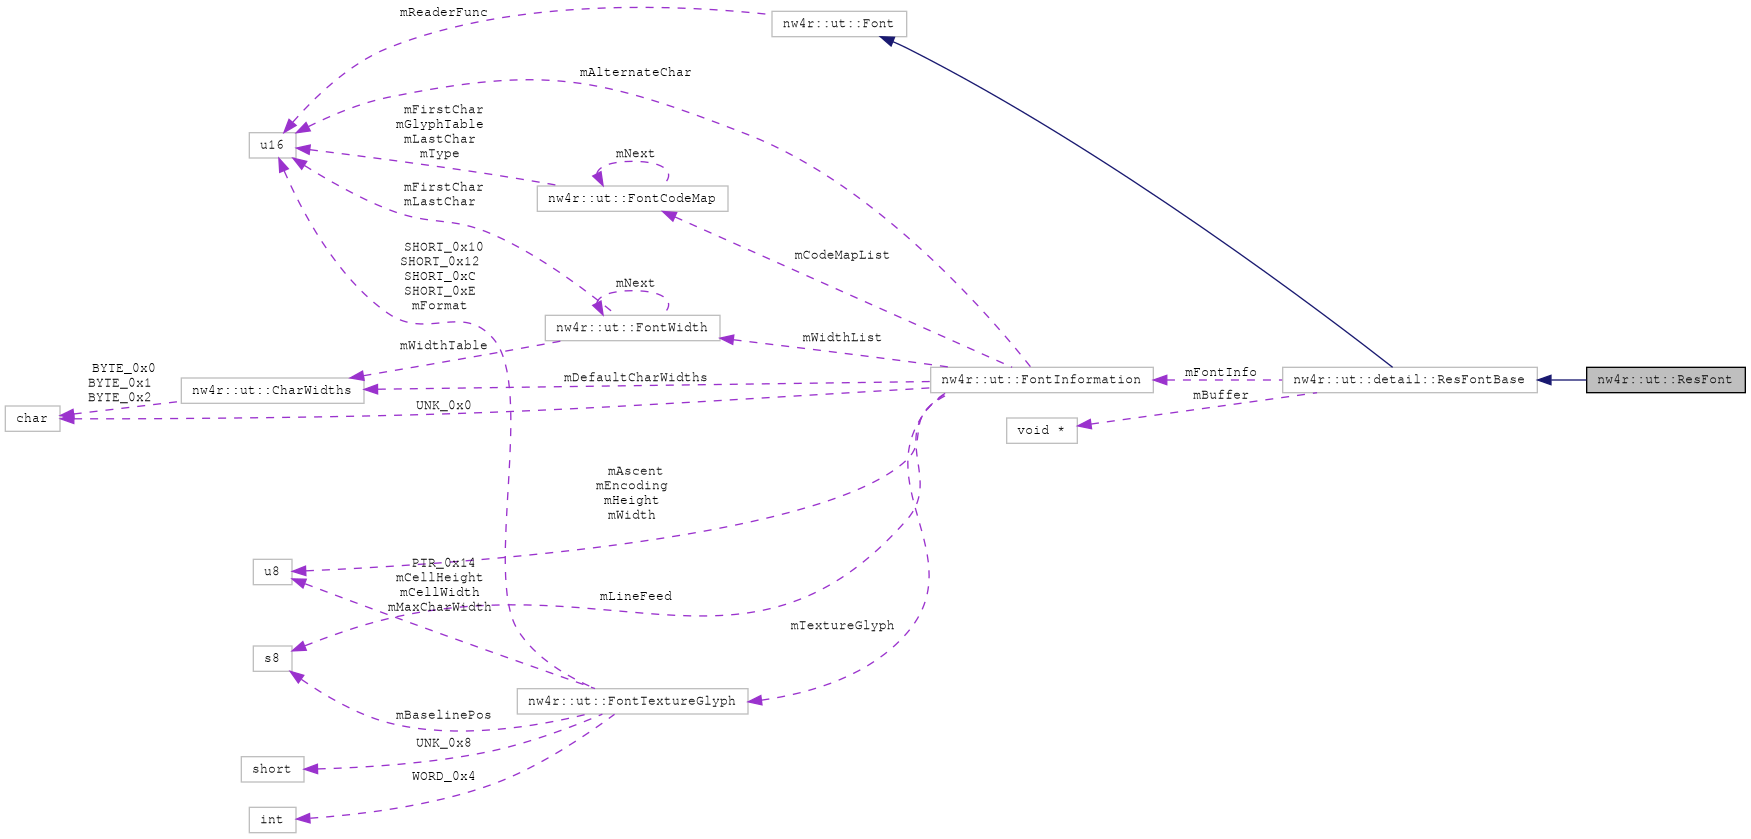 mReaderFunc
nw4r::ut::Font
mAlternateChar
mFirstChar
mGlyphTable
mLastChar
mType
u16
mNext
nw4r::ut::FontCodeMap
mFirstChar
mLastChar
SHORT_0x10
SHORT_0x12
SHORT_0xC
SHORT_0xE
mFormat
mCodeMapList
mNext
nw4r::ut::FontWidth
mWidthList
mWidthTable
BYTE_0x0
BYTE_0x1
BYTE_0x2
nw4r::ut::CharWidths
mDefaultCharWidths
nw4r::ut::FontInformation
mFontInfo
nw4r::ut::detail::ResFontBase
nw4r::ut::ResFont
char
UNK_0x0
mBuffer
void *
mAscent
mEncoding
mHeight
mWidth
u8
PTR_0x14
mCellHeight
mCellWidth
mMaxCharWidth
mLineFeed
mTextureGlyph
s8
nw4r::ut::FontTextureGlyph
mBaselinePos
UNK_0x8
short
WORD_0x4
int